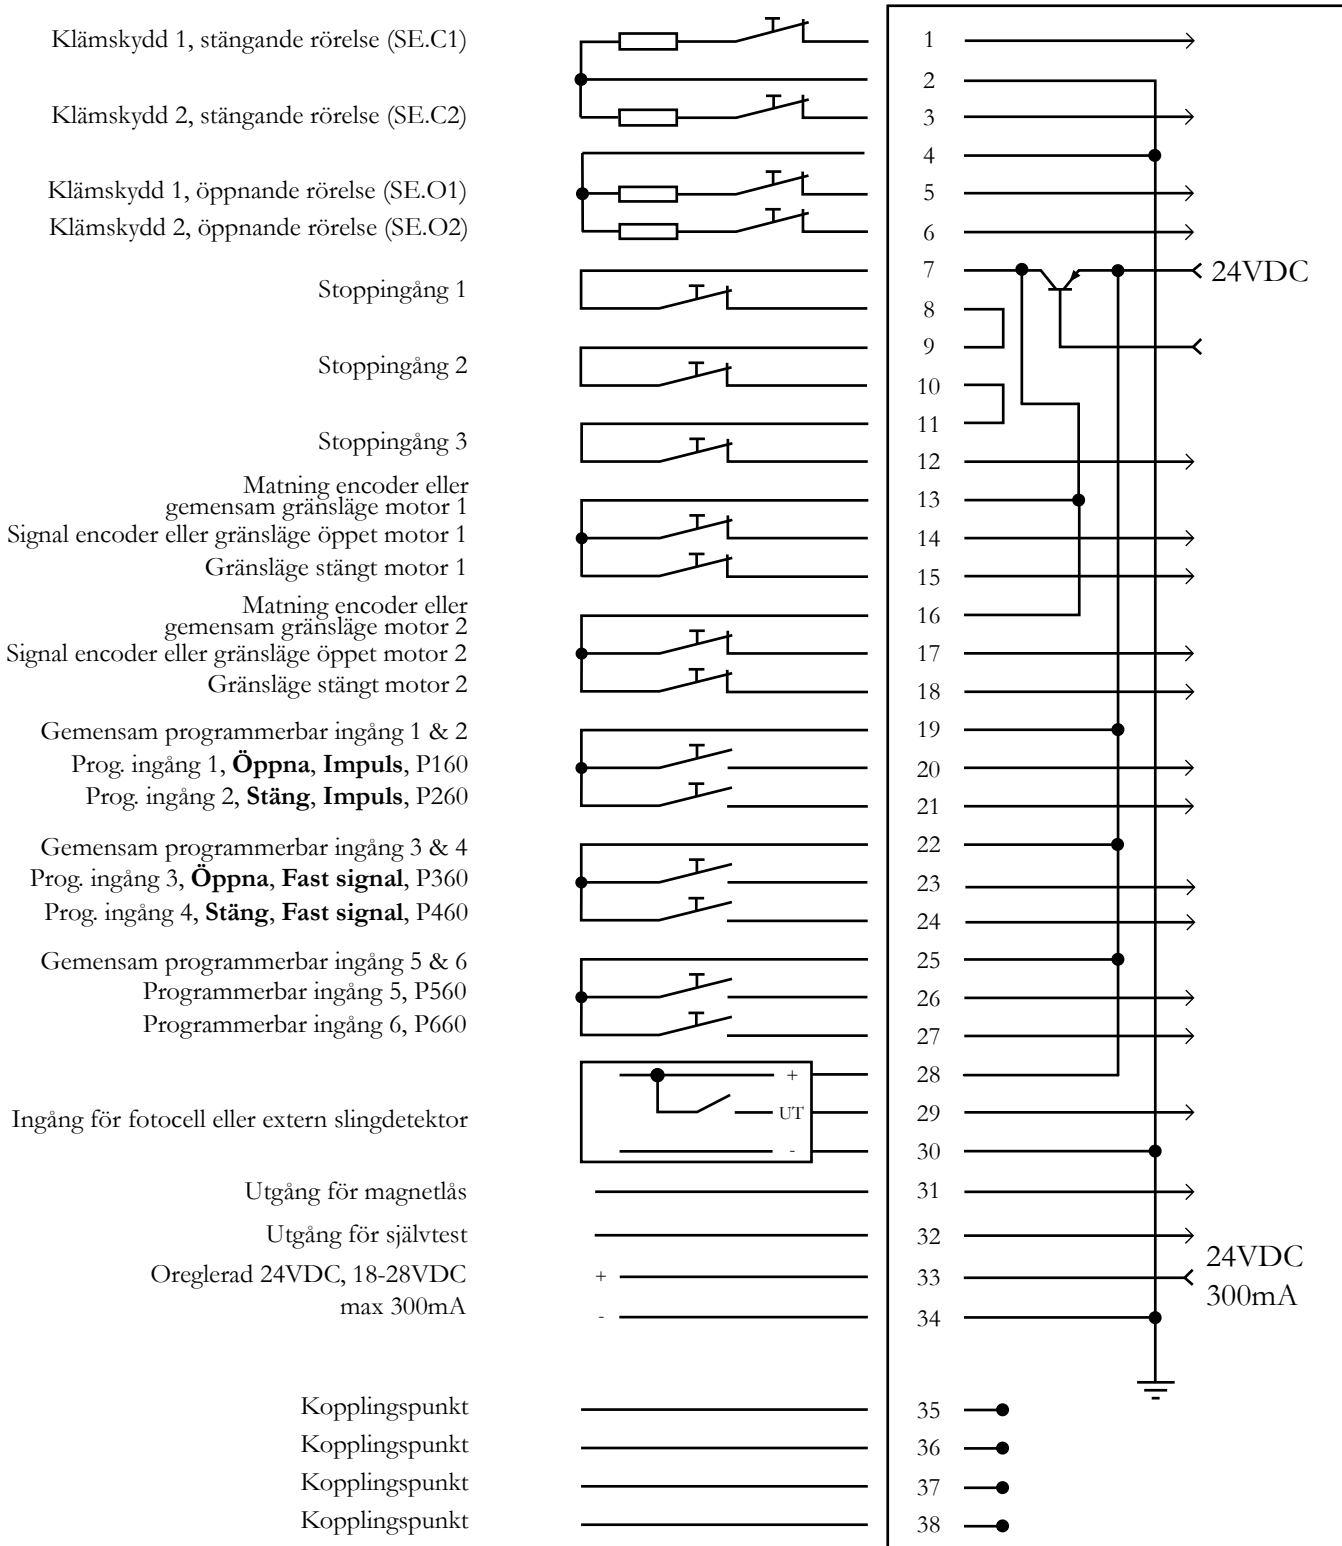 Klämskydd 1, stängande rörelse (SE.C1)
1
2
Klämskydd 2, stängande rörelse (SE.C2)
3
4
Klämskydd 1, öppnande rörelse (SE.O1)
5
Klämskydd 2, öppnande rörelse (SE.O2)
6
7
24VDC
Stoppingång 1
8
9
Stoppingång 2
10
11
Stoppingång 3
12
Matning encoder eller
gemensam gränsläge motor 1
13
Signal encoder eller gränsläge öppet motor 1
14
Gränsläge stängt motor 1
15
Matning encoder eller
gemensam gränsläge motor 2
16
Signal encoder eller gränsläge öppet motor 2
17
Gränsläge stängt motor 2
18
Gemensam programmerbar ingång 1 & 2
19
Prog. ingång 1, Öppna, Impuls, P160
20
Prog. ingång 2, Stäng, Impuls, P260
21
Gemensam programmerbar ingång 3 & 4
22
Prog. ingång 3, Öppna, Fast signal, P360
23
Prog. ingång 4, Stäng, Fast signal, P460
24
Gemensam programmerbar ingång 5 & 6
25
Programmerbar ingång 5, P560
26
Programmerbar ingång 6, P660
27
+
28
Ingång för fotocell eller extern slingdetektor
UT
29
-
30
Utgång för magnetlås
31
Utgång för självtest
32
Oreglerad 24VDC, 18-28VDC
max 300mA
+
33
24VDC
300mA
-
34
Kopplingspunkt
35
Kopplingspunkt
36
Kopplingspunkt
37
Kopplingspunkt
38